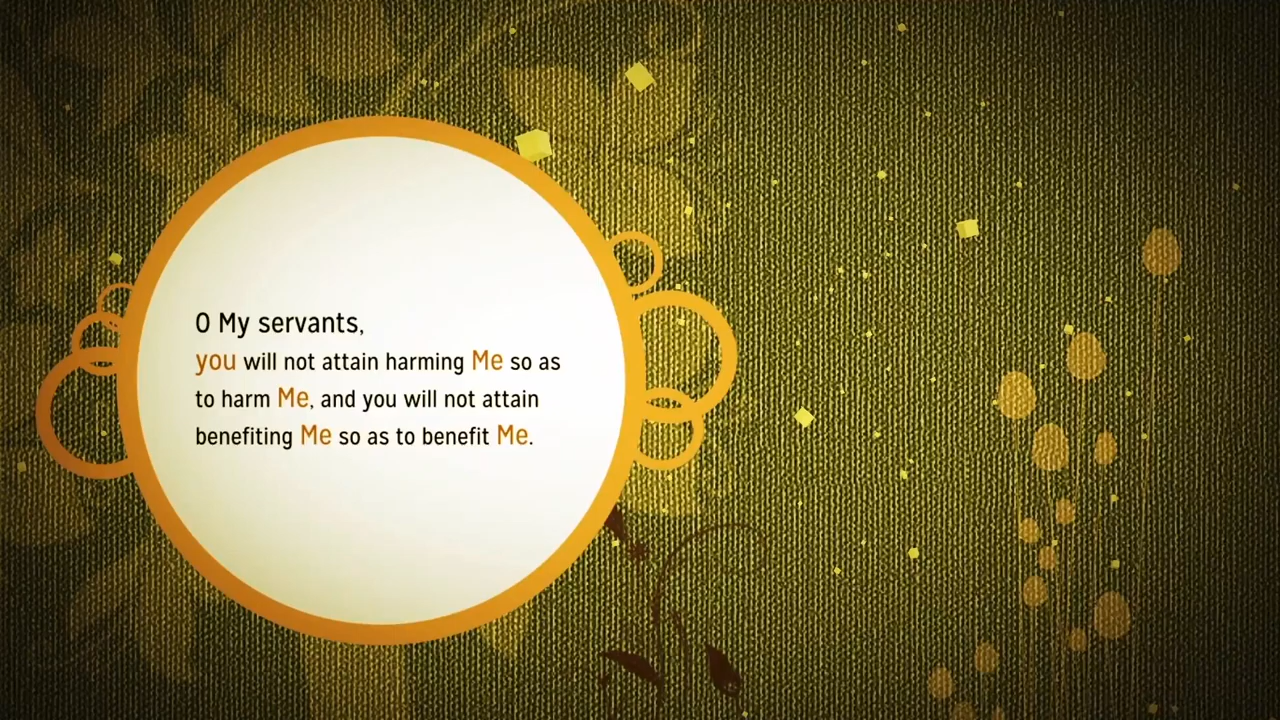 O My servants,
you will not attain harming Me so as
to harm Me, and you will not attain
benefiting Me so as to benefit Me.